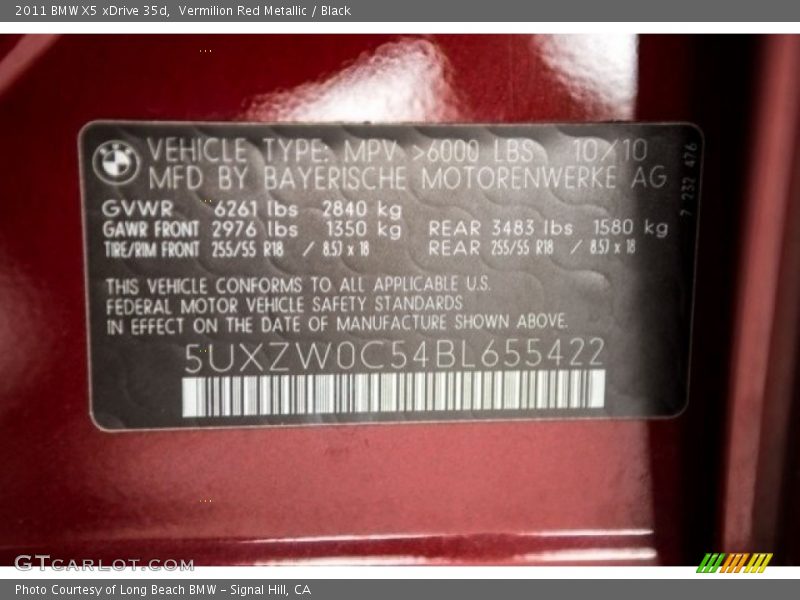 2011 BMW X5 xDrive 35d, Vermilion Red Metallic / Black
VEHICLE TYPE: MPV >6000 LBS 10/10
MFD BY BAYERISCHE MOTORENWERKE AG
7 232 476
GVWR 6261 lbs 2840 kg
GAWR FRONT 2976 lbs 1350 kg REAR 3483 lbs 1580 kg
TIRE/RIM FRONT 255/55 R18 / 8.5J x 18 REAR 255/55 R18 / 8.5J x 18
THIS VEHICLE CONFORMS TO ALL APPLICABLE U.S.
FEDERAL MOTOR VEHICLE SAFETY STANDARDS
IN EFFECT ON THE DATE OF MANUFACTURE SHOWN ABOVE.
5UXZW0C54BL655422
GTcarlot.com
Photo Courtesy of Long Beach BMW - Signal Hill, CA